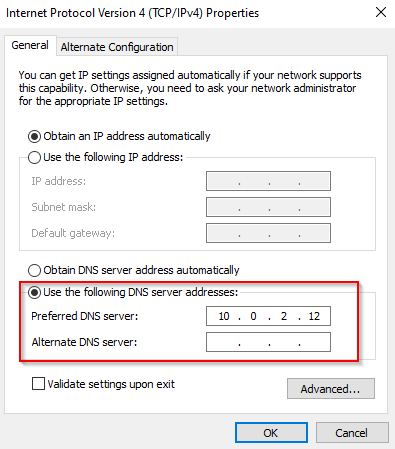 Internet Protocol Version 4 (TCP/IPv4) Properties
General
Alternate Configuration
You can get IP settings assigned automatically if your network supports
this capability. Otherwise, you need to ask your network administrator
for the appropriate IP settings.
Obtain an IP address automatically
Use the following IP address:
IP address: . . .
Subnet mask: . . .
Default gateway: . . .
Obtain DNS server address automatically
Use the following DNS server addresses:
Preferred DNS server: 10 . 0 . 2 . 12
Alternate DNS server: . . .
Validate settings upon exit
Advanced...
OK
Cancel